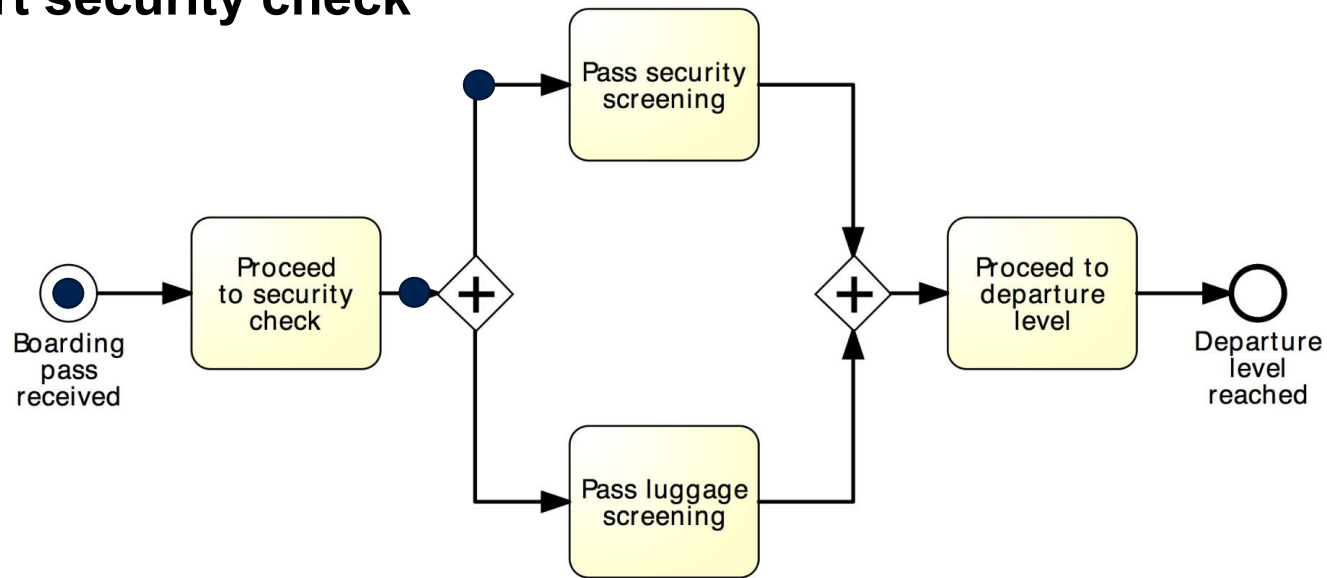 security check
Pass security
screening
Proceed
to security
check
Proceed to
departure
level
Boarding
pass
received
Departure
level
reached
Pass luggage
screening